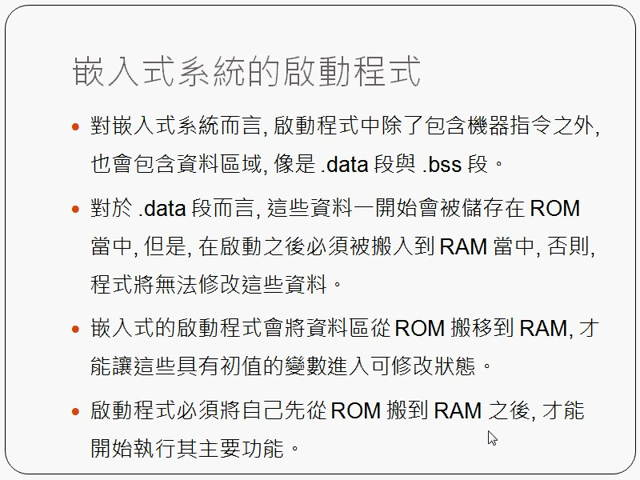 嵌入式系統的啟動程式
• 對嵌入式系統而言, 啟動程式中除了包含機器指令之外,
也會包含資料區域, 像是 .data 段與 .bss 段。
• 對於 .data 段而言, 這些資料一開始會被儲存在 ROM
當中, 但是, 在啟動之後必須被搬入到 RAM 當中, 否則,
程式將無法修改這些資料。
• 嵌入式的啟動程式會將資料區從 ROM 搬移到 RAM, 才
能讓這些具有初值的變數進入可修改狀態。
• 啟動程式必須將自己先從 ROM 搬到 RAM 之後, 才能
開始執行其主要功能。